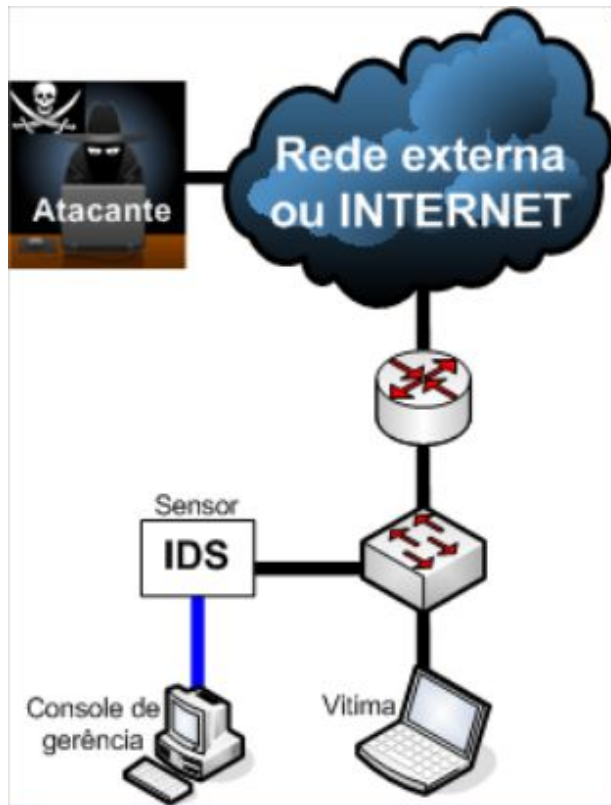 Rede externa
ou INTERNET
Atacante
Sensor
IDS
Console de
gerência
Vitima